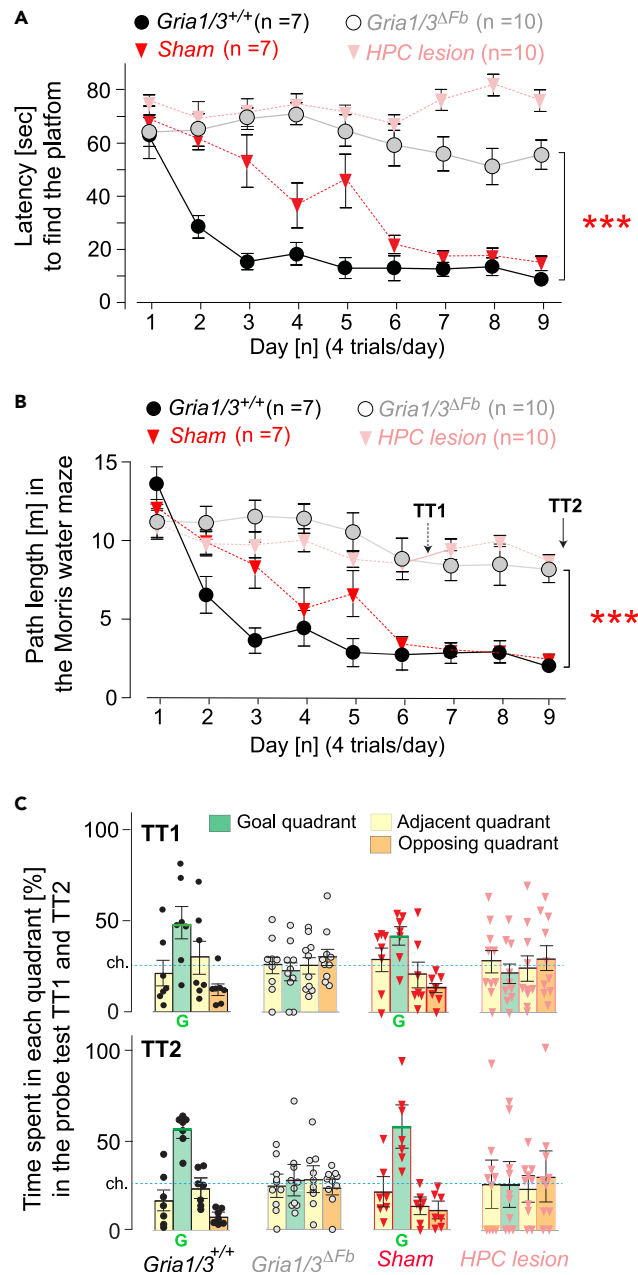 A
Gria1/3+/+ (n =7)
Gria1/3ΔFb (n =10)
Sham (n =7)
HPC lesion (n=10)
Latency [sec]
to find the platfom
80
60
40
20
0
***
1 2 3 4 5 6 7 8 9
Day [n] (4 trials/day)
B
Gria1/3+/+ (n =7)
Gria1/3ΔFb (n =10)
Sham (n =7)
HPC lesion (n=10)
Path length [m] in
the Morris water maze
15
10
5
0
TT1
TT2
***
1 2 3 4 5 6 7 8 9
Day [n] (4 trials/day)
C
Time spent in each quadrant [%]
in the probe test TT1 and TT2
Goal quadrant
Adjacent quadrant
Opposing quadrant
TT1
100
50
ch.
0
G
G
TT2
100
50
ch.
0
G
G
Gria1/3+/+
Gria1/3ΔFb
Sham
HPC lesion